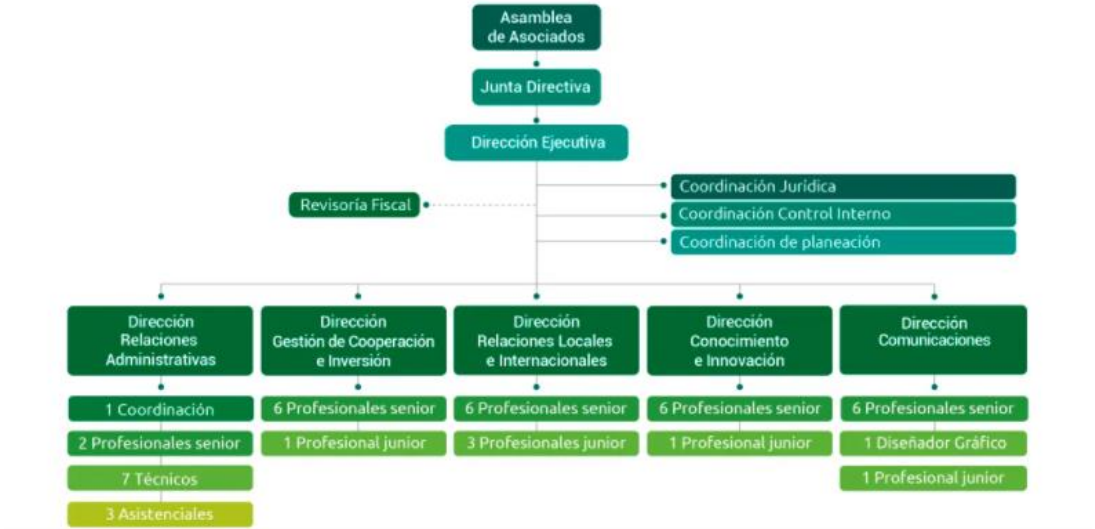 Asamblea
de Asociados
Junta Directiva
Dirección Ejecutiva
Coordinación Jurídica
Revisoría Fiscal
Coordinación Control Interno
Coordinación de planeación
Dirección
Relaciones
Administrativas
1 Coordinación
2 Profesionales senior
7 Técnicos
3 Asistenciales
Dirección
Gestión de Cooperación
e Inversión
6 Profesionales senior
1 Profesional junior
Dirección
Relaciones Locales
e Internacionales
6 Profesionales senior
3 Profesionales junior
Dirección
Conocimiento
e Innovación
6 Profesionales senior
1 Profesional junior
Dirección
Comunicaciones
6 Profesionales senior
1 Diseñador Gráfico
1 Profesional junior